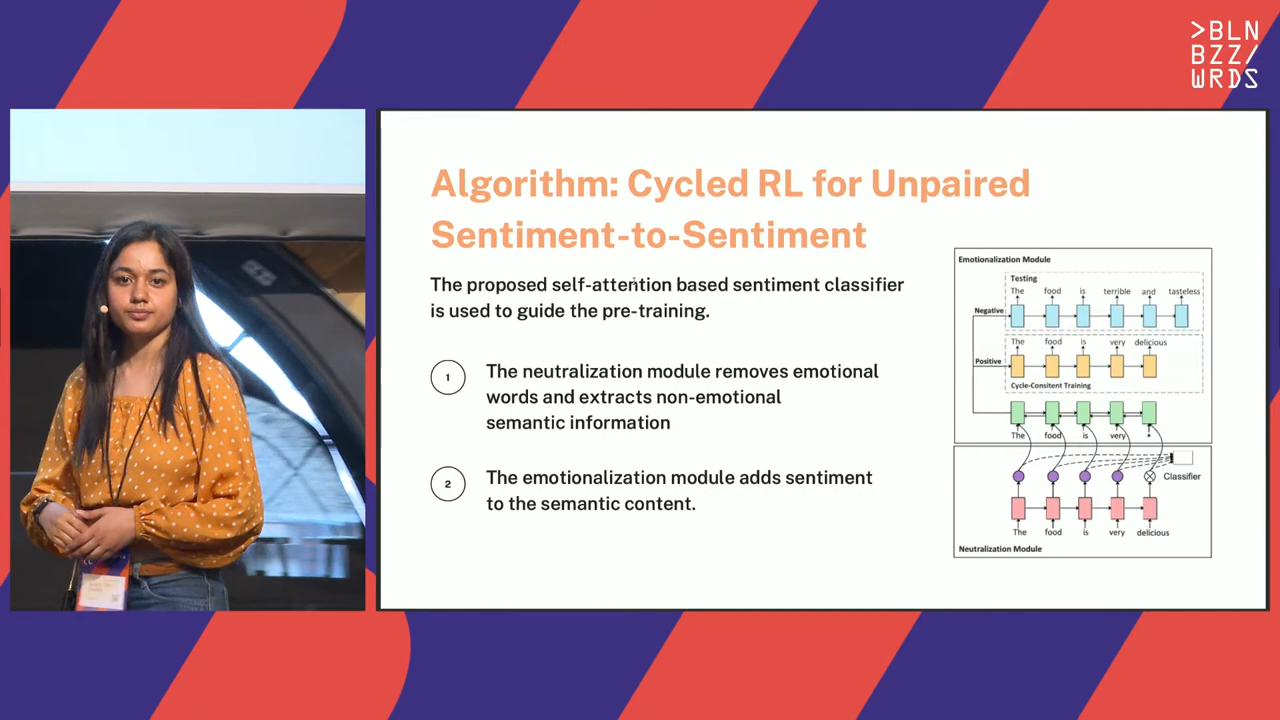 >BLN
BZZ/
WRDS
Algorithm: Cycled RL for Unpaired
Sentiment-to-Sentiment
The proposed self-attention based sentiment classifier
is used to guide the pre-training.
1
The neutralization module removes emotional
words and extracts non-emotional
semantic information
2
The emotionalization module adds sentiment
to the semantic content.
Emotionalization Module
Testing
The food is terrible and tasteless
Negative
The food is very delicious
Positive
Cycle-Consitent Training
The food is very *
Classifier
The food is very delicious
Neutralization Module